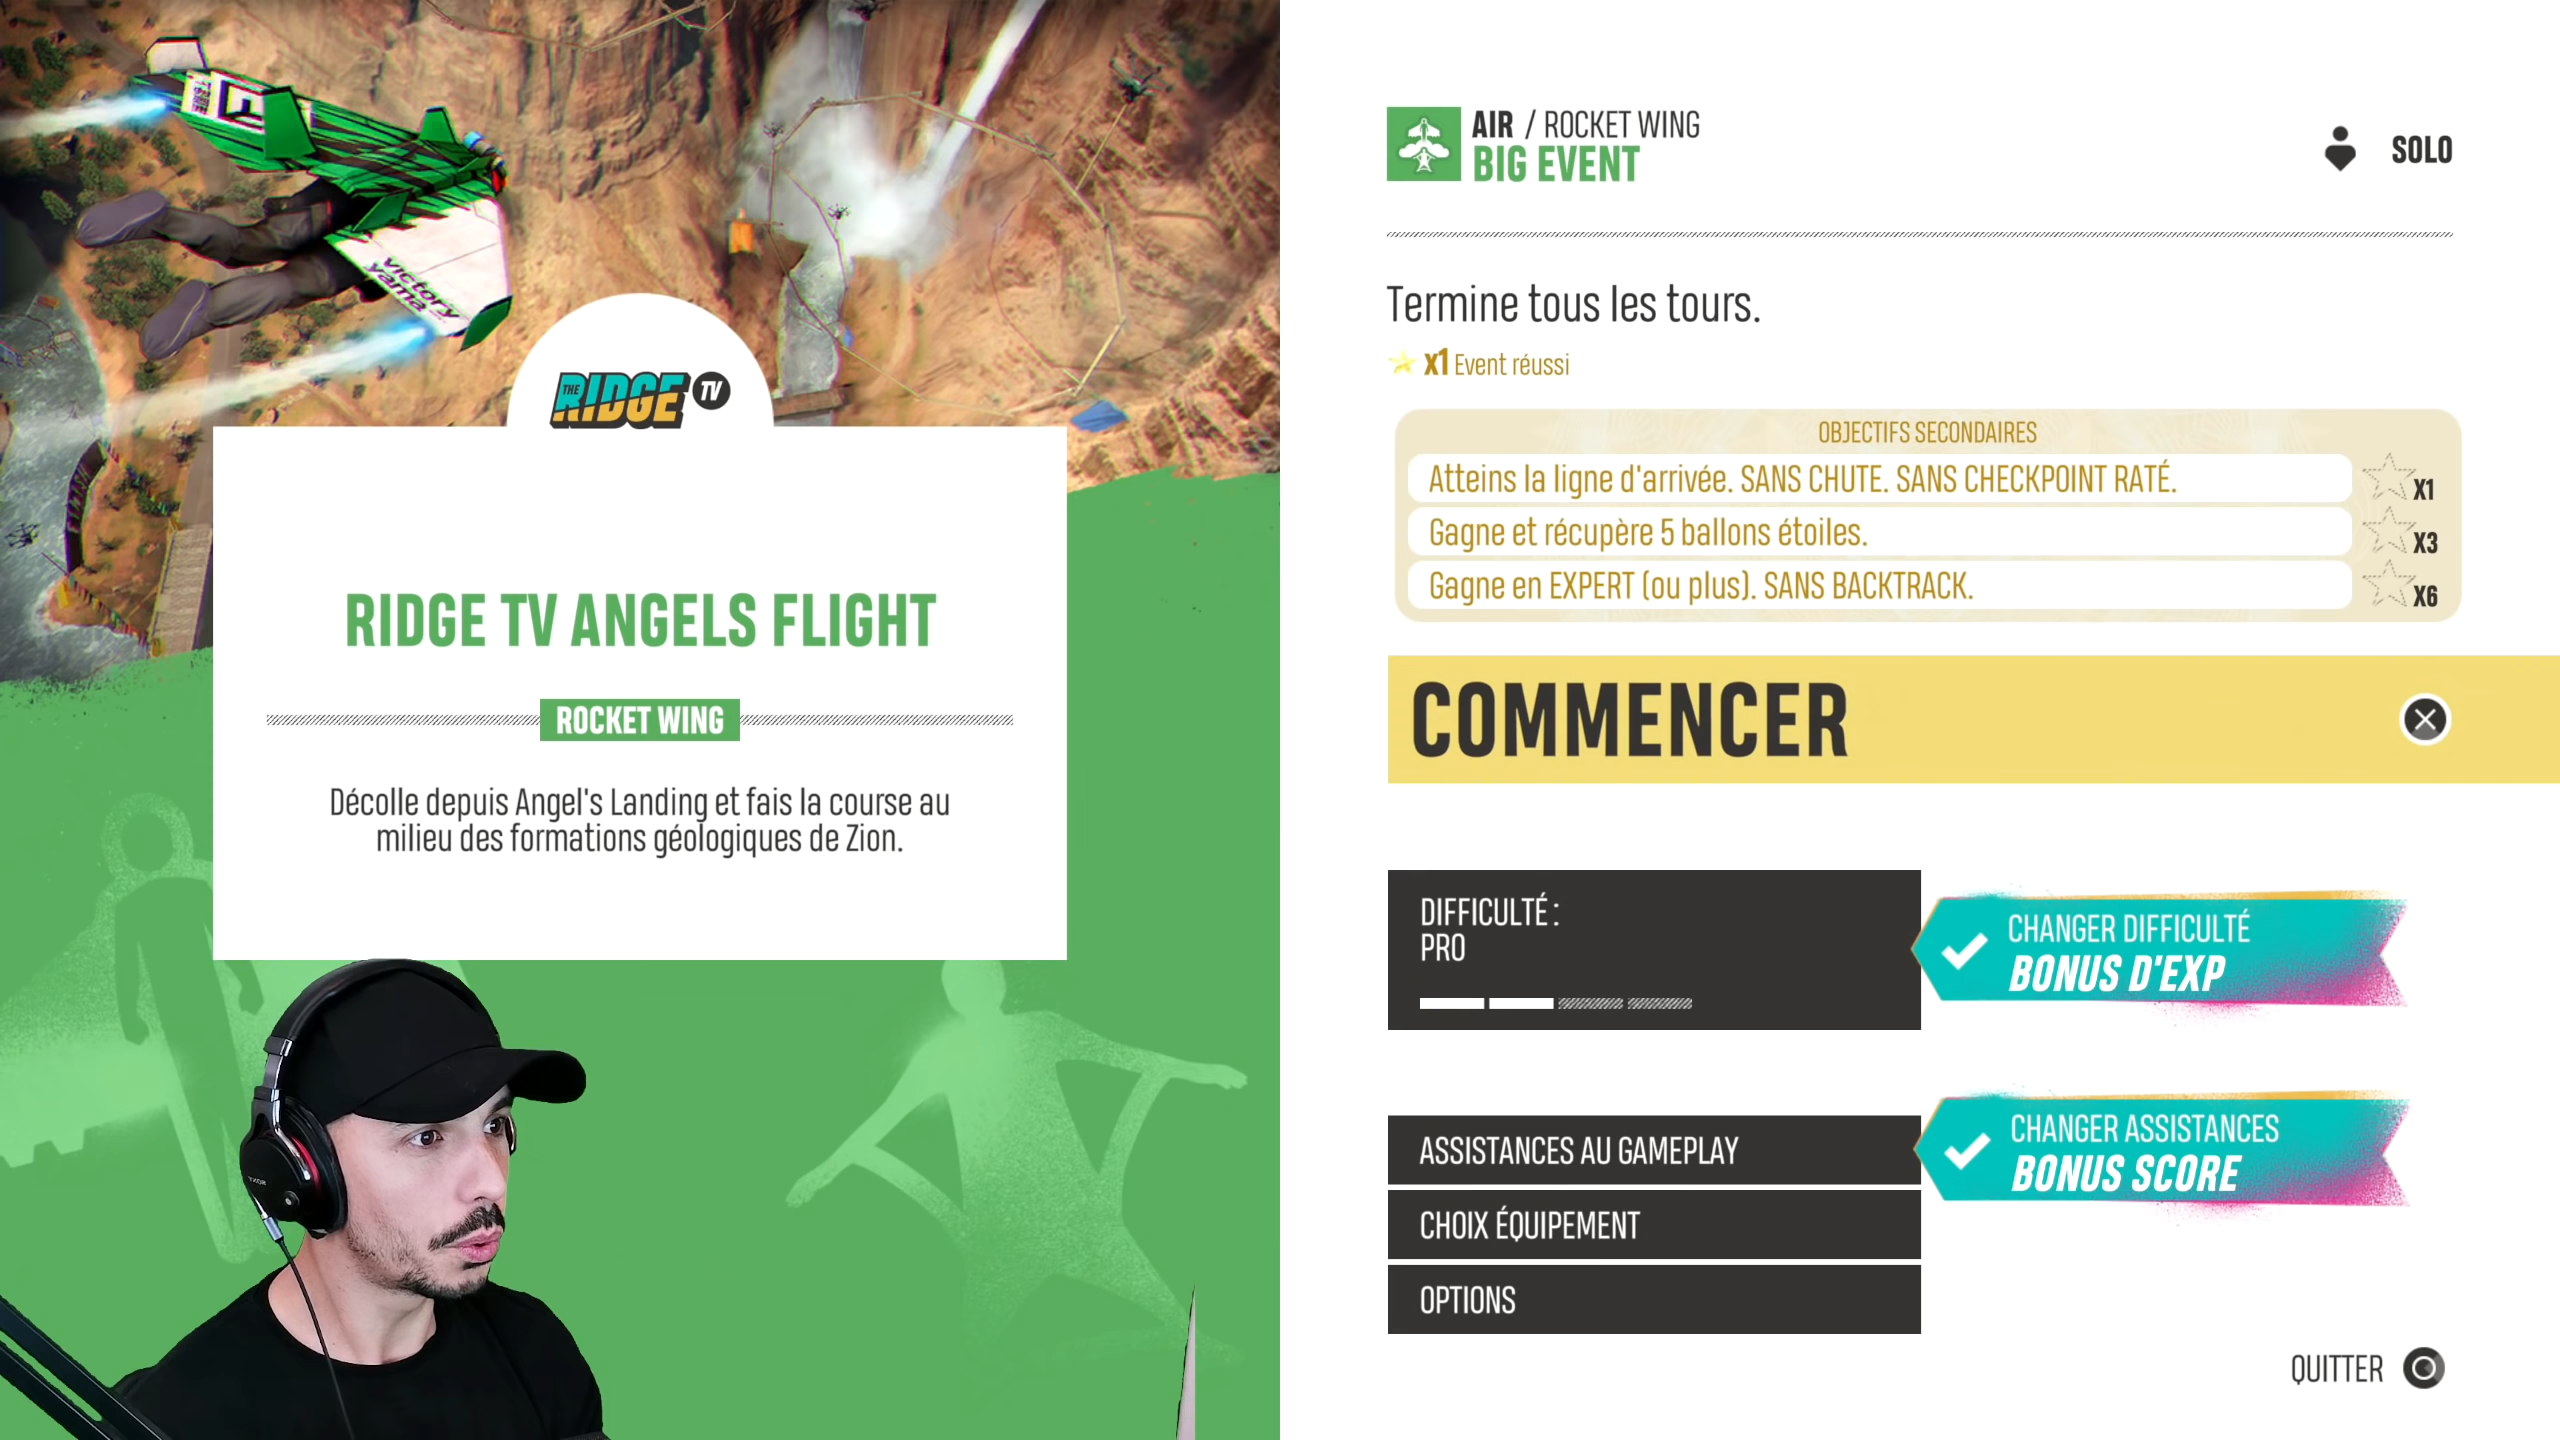 victory
yama
THE
RIDGE TV
RIDGE TV ANGELS FLIGHT
ROCKET WING
Décolle depuis Angel's Landing et fais la course au
milieu des formations géologiques de Zion.
AIR / ROCKET WING
BIG EVENT
SOLO
Termine tous les tours.
X1 Event réussi
OBJECTIFS SECONDAIRES
Atteins la ligne d'arrivée. SANS CHUTE. SANS CHECKPOINT RATÉ.
X1
Gagne et récupère 5 ballons étoiles.
X3
Gagne en EXPERT (ou plus). SANS BACKTRACK.
X6
COMMENCER
DIFFICULTÉ :
PRO
CHANGER DIFFICULTÉ
BONUS D'EXP
ASSISTANCES AU GAMEPLAY
CHANGER ASSISTANCES
BONUS SCORE
CHOIX ÉQUIPEMENT
OPTIONS
QUITTER